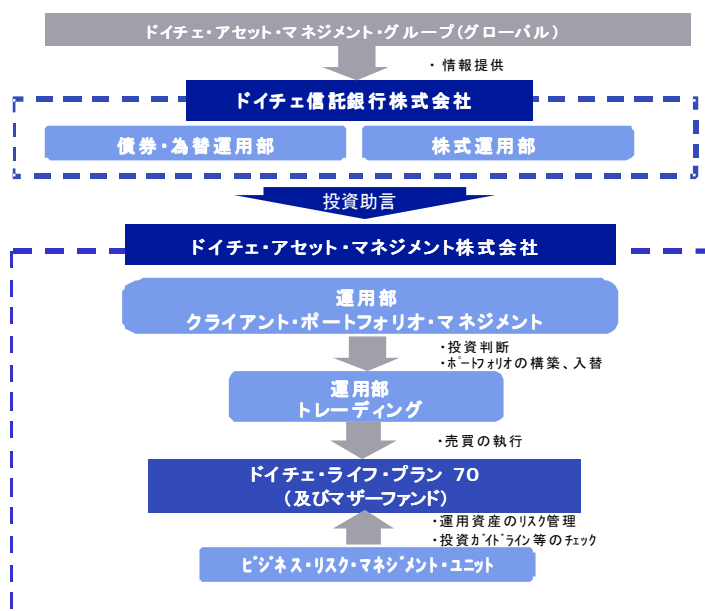 ドイチェ・アセット・マネジメント・グループ(グローバル)
・情報提供
ドイチェ信託銀行株式会社
債券・為替運用部
株式運用部
投資助言
ドイチェ・アセット・マネジメント株式会社
運用部
クライアント・ポートフォリオ・マネジメント
・投資判断
・ポートフォリオの構築、入替
運用部
トレーディング
・売買の執行
ドイチェ・ライフ・プラン 70
(及びマザーファンド)
・運用資産のリスク管理
・投資ガイドライン等のチェック
ビジネス・リスク・マネジメント・ユニット